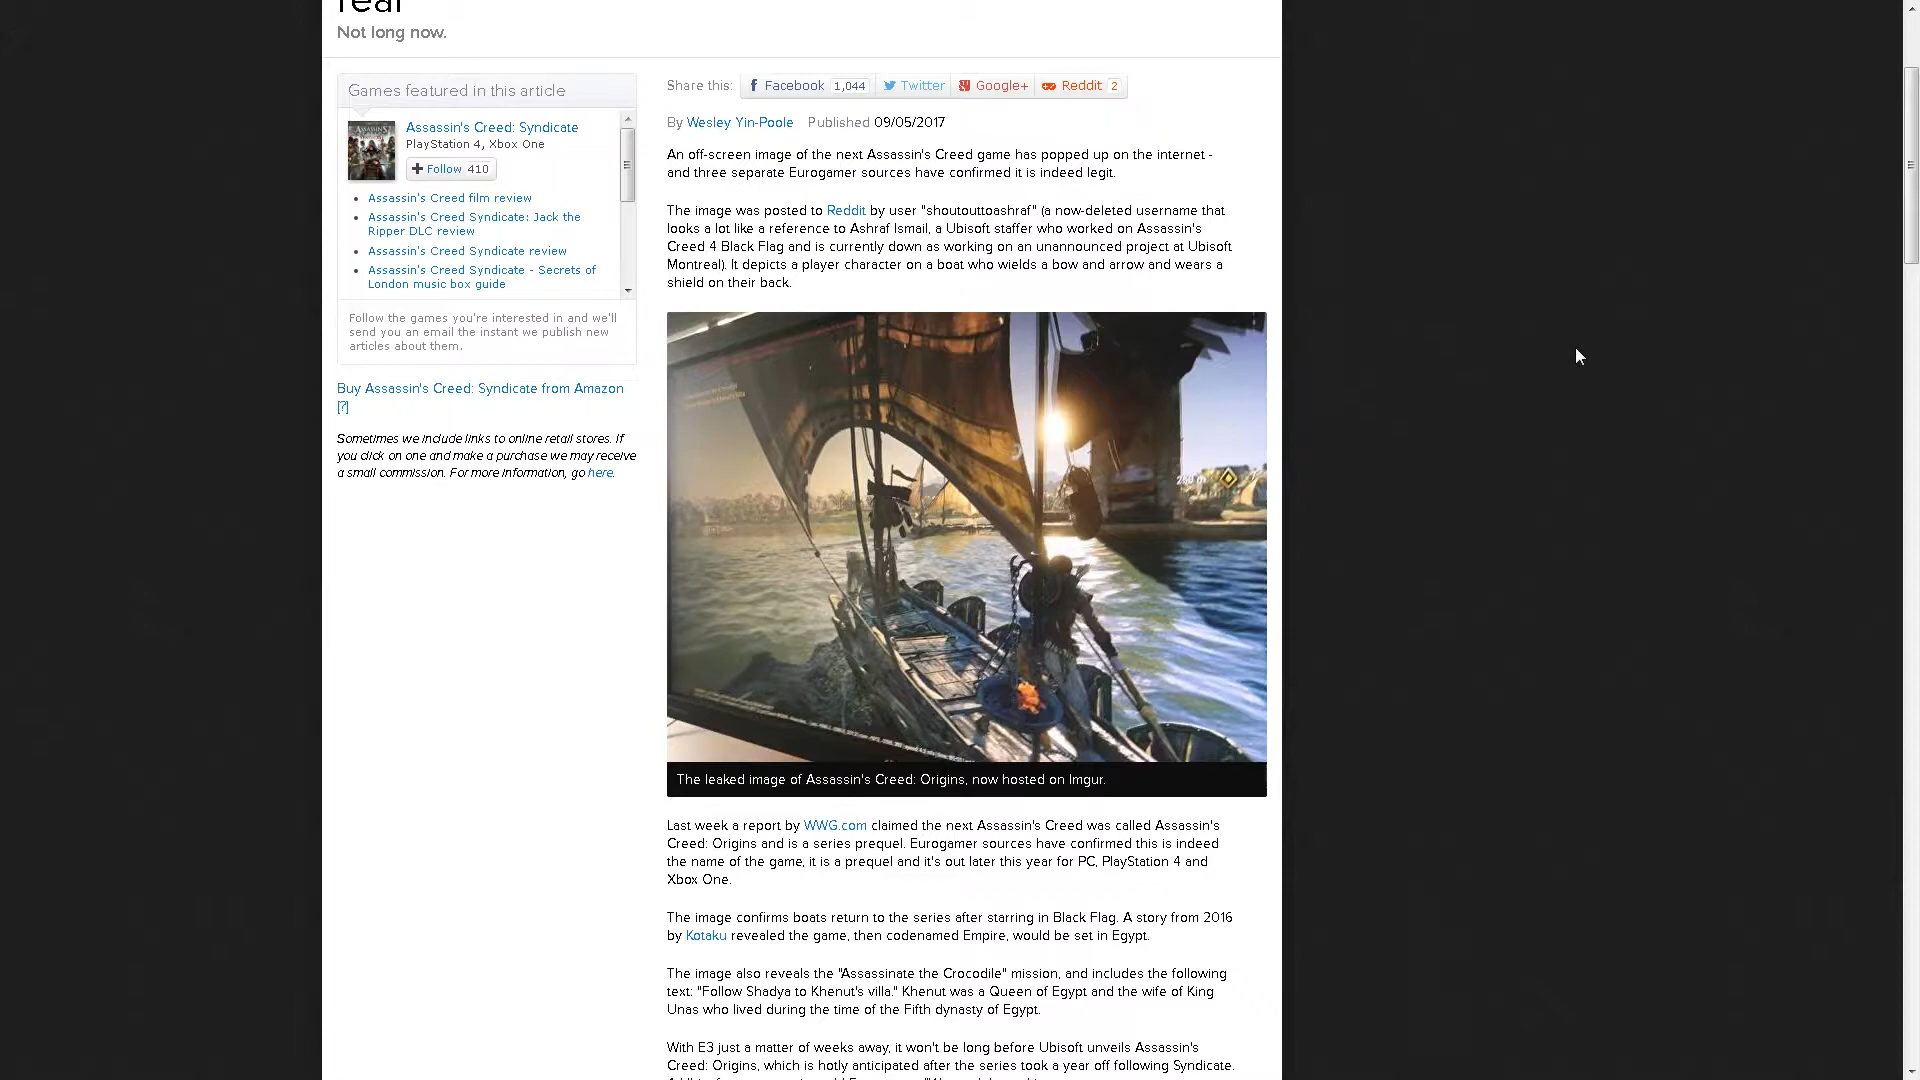 Not long now.
Games featured in this article
Assassin's Creed: Syndicate
PlayStation 4, Xbox One
Follow 410
Assassin's Creed film review
Assassin's Creed Syndicate: Jack the
Ripper DLC review
Assassin's Creed Syndicate review
Assassin's Creed Syndicate - Secrets of
London music box guide
Follow the games you're interested in and we'll
send you an email the instant we publish new
articles about them.
Buy Assassin's Creed: Syndicate from Amazon
[?]
Sometimes we include links to online retail stores. If
you click on one and make a purchase we may receive
a small commission. For more information, go here.
Share this: Facebook 1,044 Twitter Google+ Reddit 2
By Wesley Yin-Poole Published 09/05/2017
An off-screen image of the next Assassin's Creed game has popped up on the internet -
and three separate Eurogamer sources have confirmed it is indeed legit.
The image was posted to Reddit by user "shoutouttoashraf" (a now-deleted username that
looks a lot like a reference to Ashraf Ismail, a Ubisoft staffer who worked on Assassin's
Creed 4 Black Flag and is currently down as working on an unannounced project at Ubisoft
Montreal). It depicts a player character on a boat who wields a bow and arrow and wears a
shield on their back.
The leaked image of Assassin's Creed: Origins, now hosted on Imgur.
Last week a report by WWG.com claimed the next Assassin's Creed was called Assassin's
Creed: Origins and is a series prequel. Eurogamer sources have confirmed this is indeed
the name of the game, it is a prequel and it's out later this year for PC, PlayStation 4 and
Xbox One.
The image confirms boats return to the series after starring in Black Flag. A story from 2016
by Kotaku revealed the game, then codenamed Empire, would be set in Egypt.
The image also reveals the "Assassinate the Crocodile" mission, and includes the following
text: "Follow Shadya to Khenut's villa." Khenut was a Queen of Egypt and the wife of King
Unas who lived during the time of the Fifth dynasty of Egypt.
With E3 just a matter of weeks away, it won't be long before Ubisoft unveils Assassin's
Creed: Origins, which is hotly anticipated after the series took a year off following Syndicate.